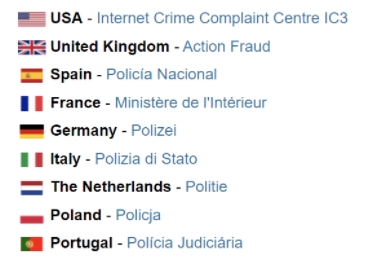 USA - Internet Crime Complaint Centre IC3
United Kingdom - Action Fraud
Spain - Policía Nacional
France - Ministère de l'Intérieur
Germany - Polizei
Italy - Polizia di Stato
The Netherlands - Politie
Poland - Policja
Portugal - Polícia Judiciária